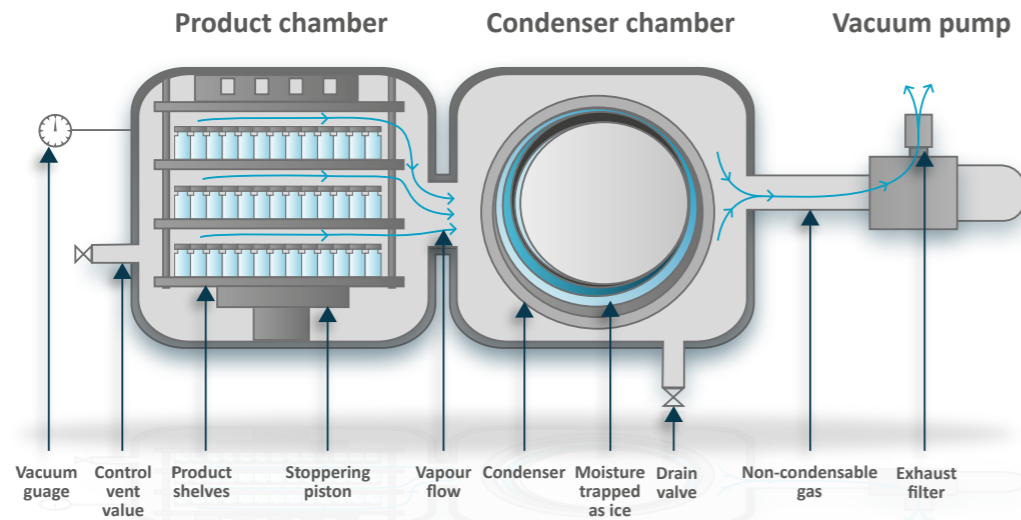 Product chamber
Condenser chamber
Vacuum pump
Vacuum
guage
Control
vent
value
Product
shelves
Stoppering
piston
Vapour
flow
Condenser
Moisture
trapped
as ice
Drain
valve
Non-condensable
gas
Exhaust
filter